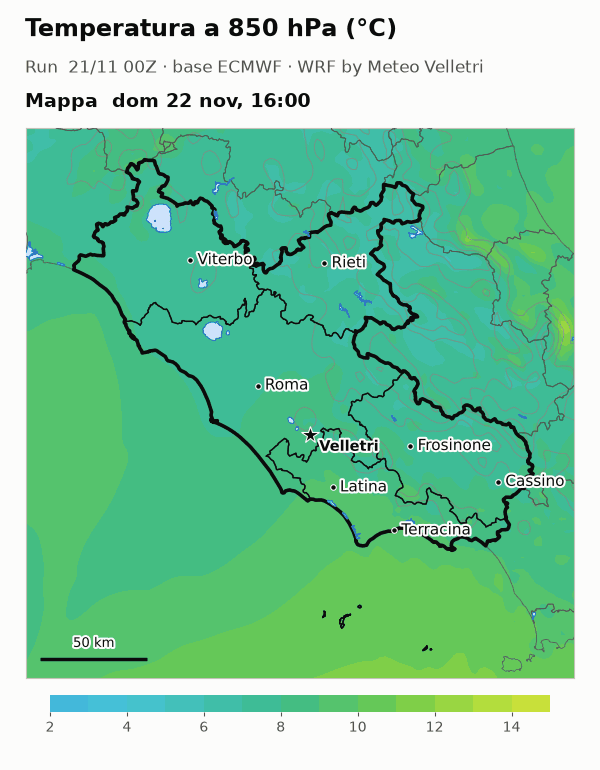 Temperatura a 850 hPa (°C)
Run  21/11 00Z · base ECMWF · WRF by Meteo Velletri
Mappa  dom 22 nov, 16:00
Viterbo
Rieti
Roma
Velletri
Frosinone
Latina
Cassino
Terracina
50 km
2 4 6 8 10 12 14